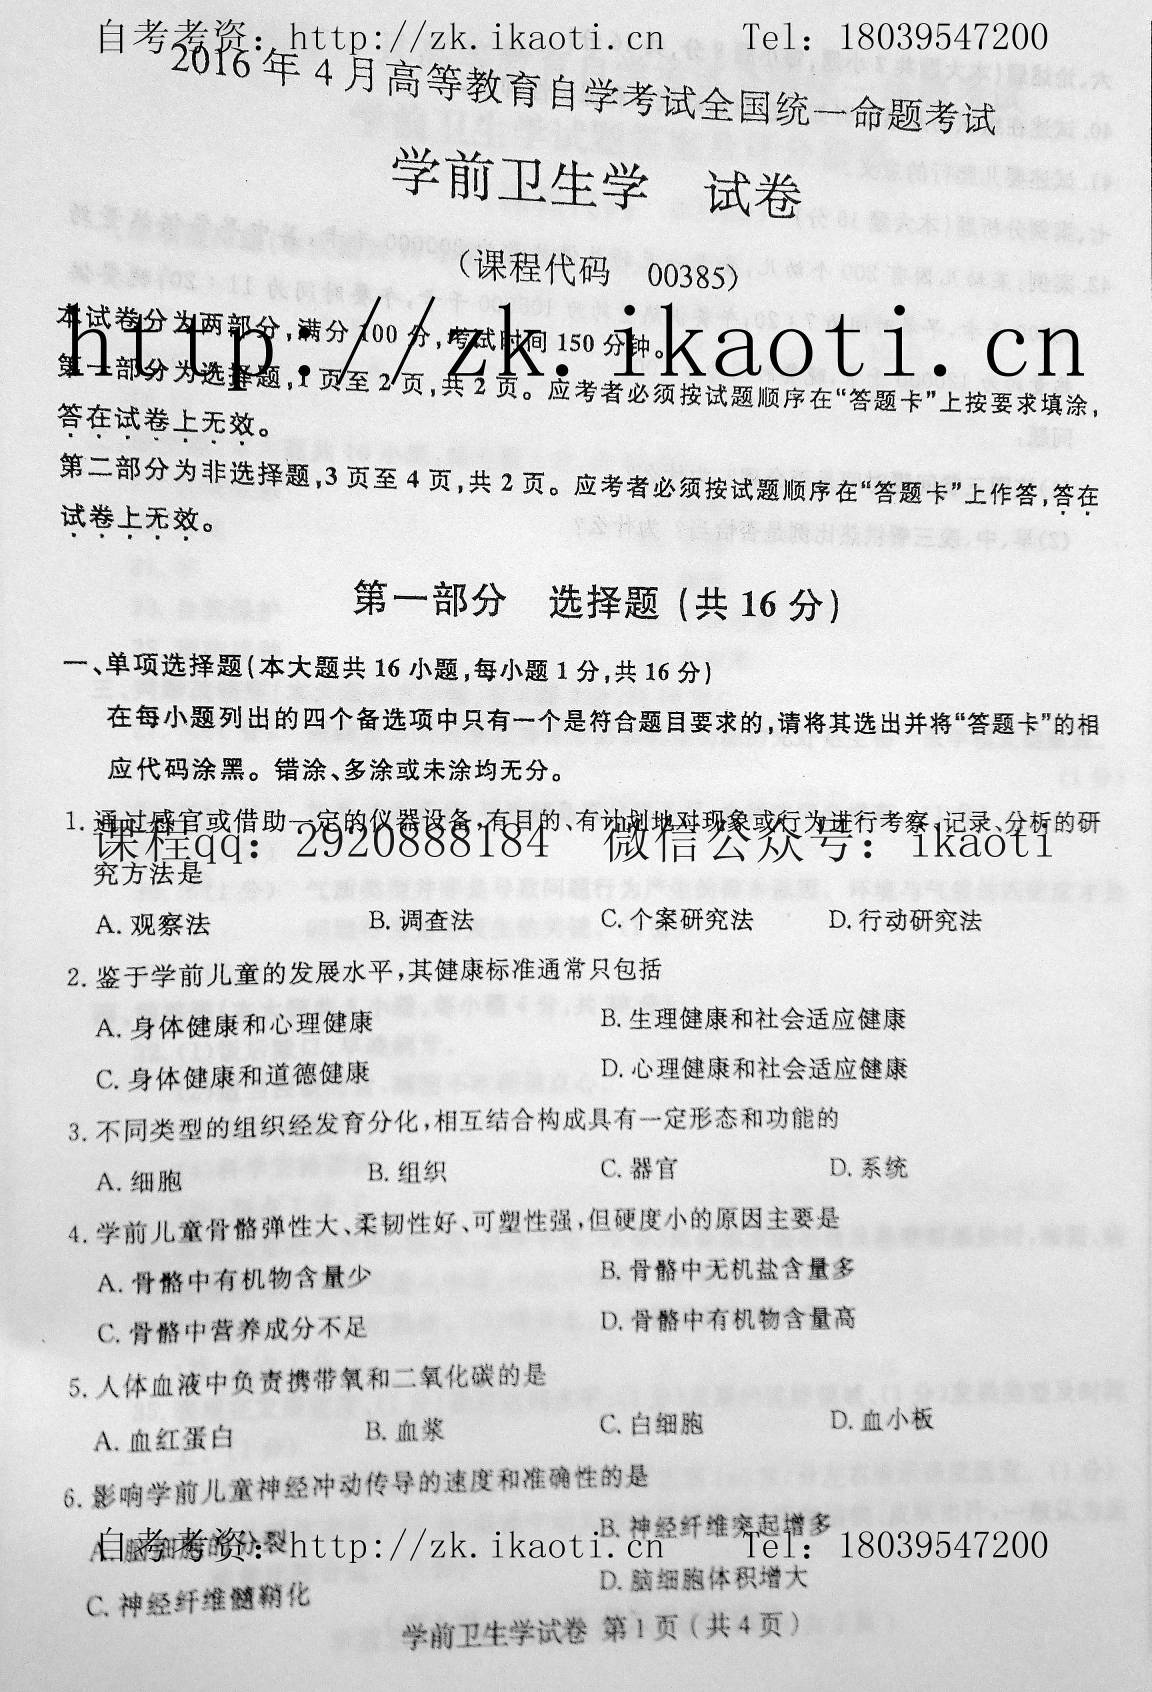 自考考资: http://zk.ikaoti.cn Tel: 18039547200
2016年4月高等教育自学考试全国统一命题考试
学前卫生学 试卷
(课程代码 00385)
本试卷分为两部分,满分100分,考试时间150分钟。
http://zk.ikaoti.cn
第一部分为选择题,1页至2页,共2页。应考者必须按试题顺序在“答题卡”上按要求填涂,
答在试卷上无效。
第二部分为非选择题,3页至4页,共2页。应考者必须按试题顺序在“答题卡”上作答,答在
试卷上无效。
第一部分 选择题(共16分)
一、单项选择题(本大题共16小题,每小题1分,共16分)
在每小题列出的四个备选项中只有一个是符合题目要求的,请将其选出并将“答题卡”的相
应代码涂黑。错涂、多涂或未涂均无分。
1. 通过感官或借助一定的仪器设备,有目的、有计划地对现象或行为进行考察、记录、分析的研
课程qq: 2920888184 微信公众号: ikaoti
究方法是
A. 观察法 B. 调查法 C. 个案研究法 D. 行动研究法
2. 鉴于学前儿童的发展水平,其健康标准通常只包括
A. 身体健康和心理健康 B. 生理健康和社会适应健康
C. 身体健康和道德健康 D. 心理健康和社会适应健康
3. 不同类型的组织经发育分化,相互结合构成具有一定形态和功能的
A. 细胞 B. 组织 C. 器官 D. 系统
4. 学前儿童骨骼弹性大、柔韧性好、可塑性强,但硬度小的原因主要是
A. 骨骼中有机物含量少 B. 骨骼中无机盐含量多
C. 骨骼中营养成分不足 D. 骨骼中有机物含量高
5. 人体血液中负责携带氧和二氧化碳的是
A. 血红蛋白 B. 血浆 C. 白细胞 D. 血小板
6. 影响学前儿童神经冲动传导的速度和准确性的是
A. 脑细胞的分裂 B. 神经纤维突起增多
自考考资: http://zk.ikaoti.cn Tel: 18039547200
C. 神经纤维髓鞘化 D. 脑细胞体积增大
学前卫生学试卷 第1页(共4页)